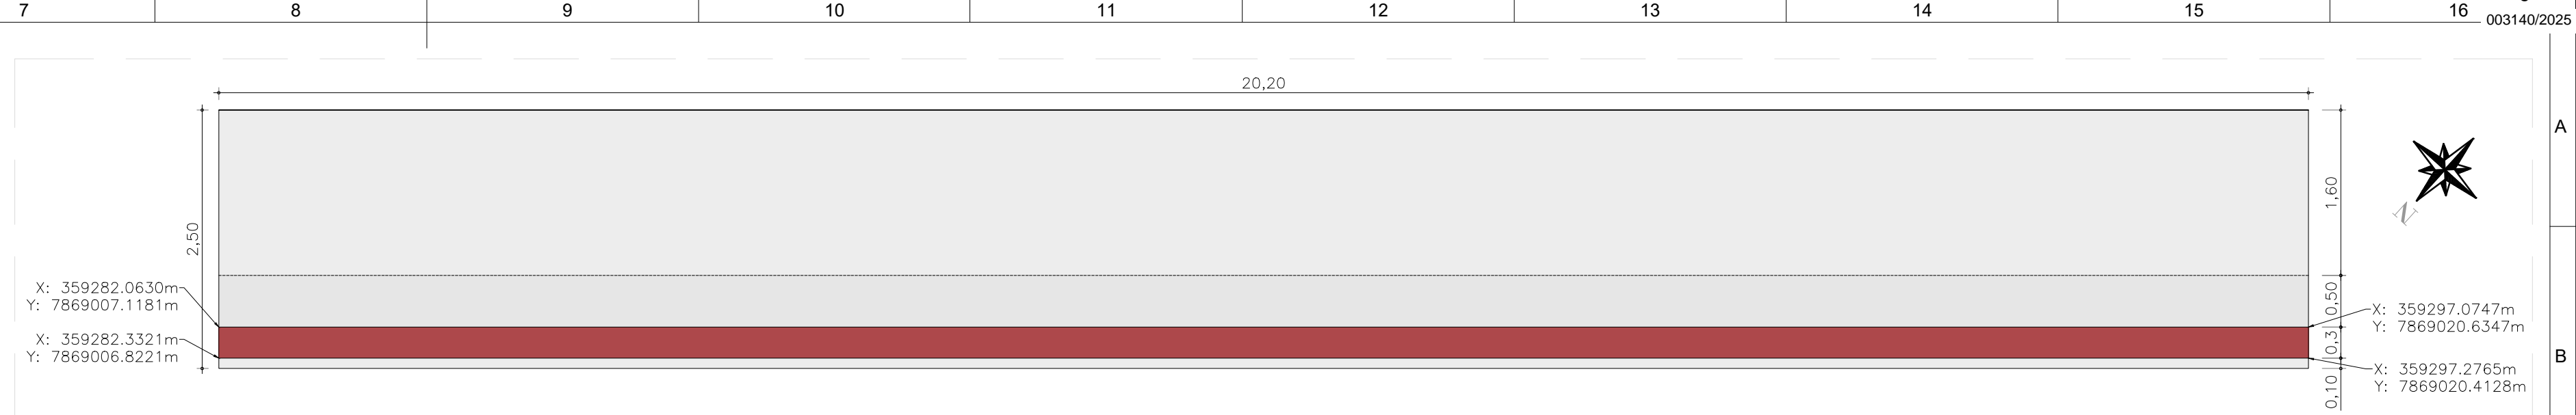 7 8 9 10 11 12 13 14 15 16
003140/2025
20,20
A
1,60
2,50
N
X: 359282.0630m
Y: 7869007.1181m
0,50
X: 359297.0747m
Y: 7869020.6347m
X: 359282.3321m
Y: 7869006.8221m
0,3
B
X: 359297.2765m
Y: 7869020.4128m
0,10